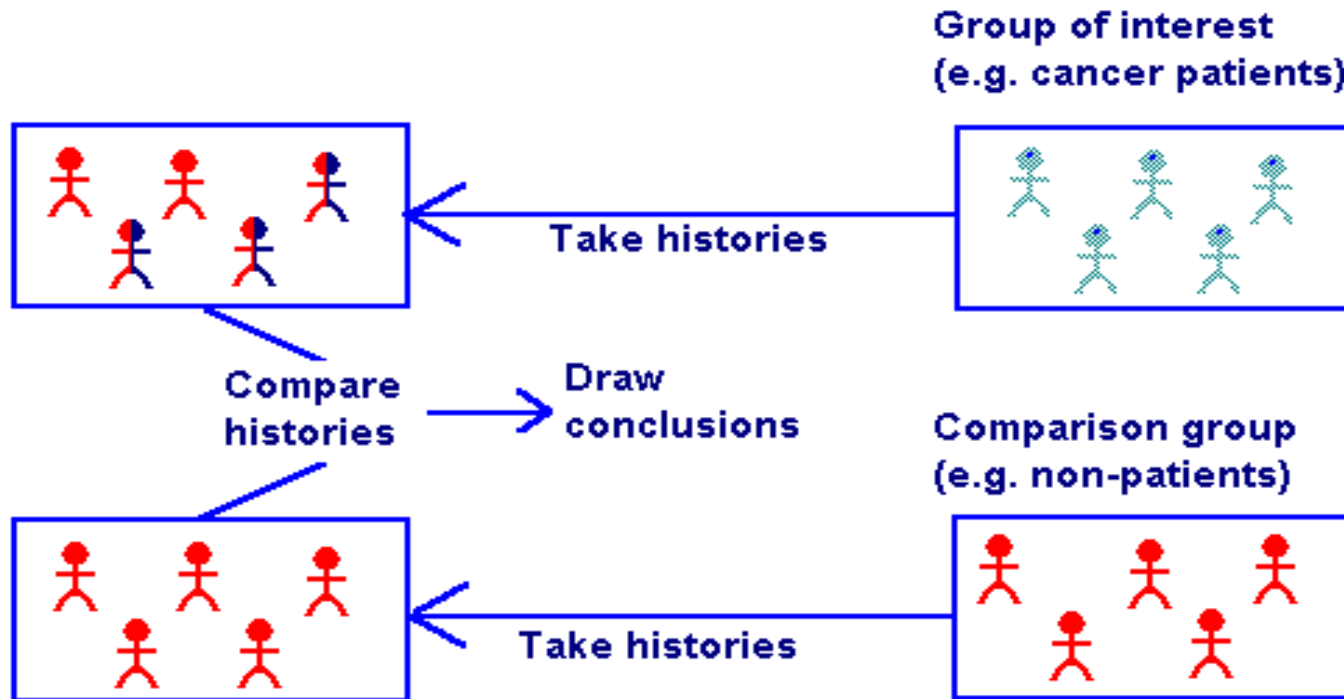 Group of interest
(e.g. cancer patients)
Take histories
Compare
histories
Draw
conclusions
Comparison group
(e.g. non-patients)
Take histories